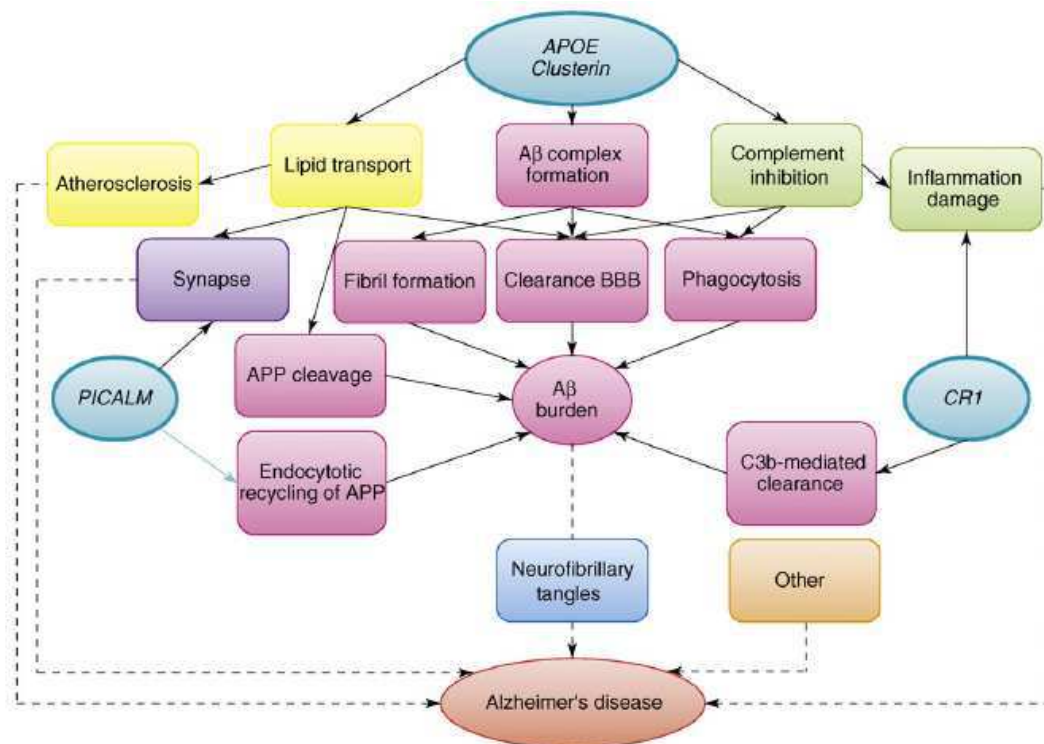 APOE
Clusterin
Lipid transport
Aβ complex
formation
Complement
inhibition
Atherosclerosis
Inflammation
damage
Synapse
Fibril formation
Clearance BBB
Phagocytosis
APP cleavage
PICALM
Aβ
burden
CR1
Endocytotic
recycling of APP
C3b-mediated
clearance
Neurofibrillary
tangles
Other
Alzheimer's disease